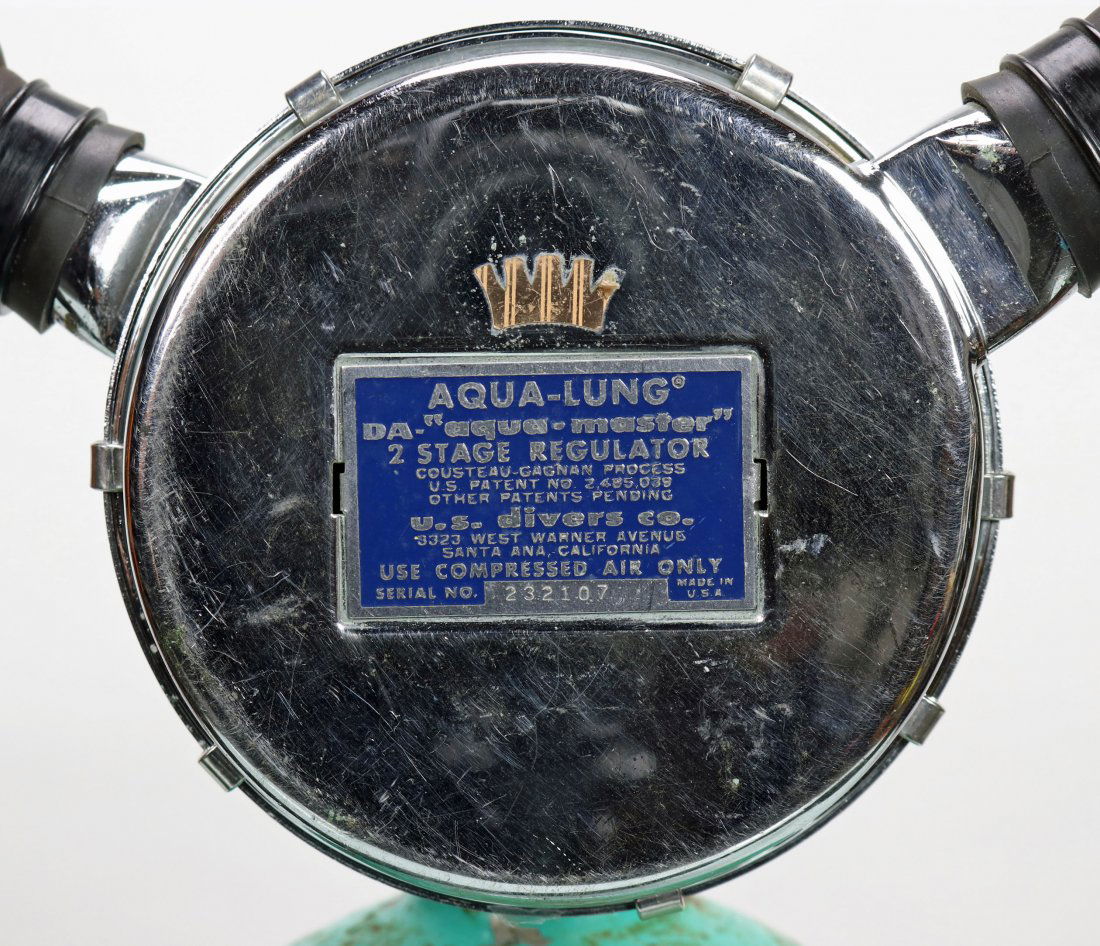 AQUA-LUNG®
DA-"aqua-master"
2 STAGE REGULATOR
COUSTEAU-GAGNAN PROCESS
U.S. PATENT NO. 2,485,039
OTHER PATENTS PENDING
u.s. divers co.
3323 WEST WARNER AVENUE
SANTA ANA, CALIFORNIA
USE COMPRESSED AIR ONLY
SERIAL NO. 232107 MADE IN
U.S.A.